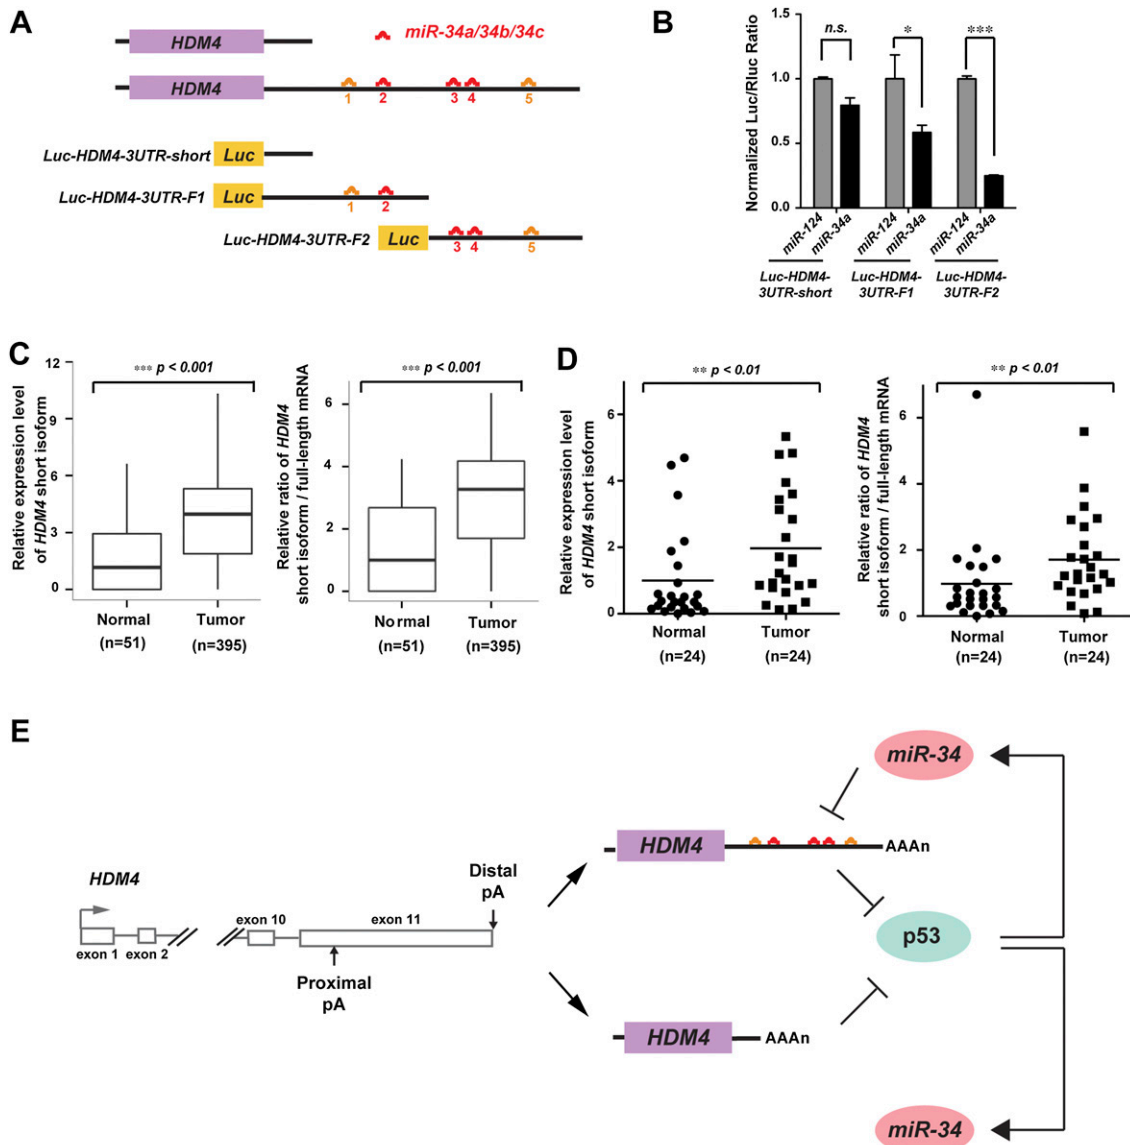 A
HDM4
miR-34a/34b/34c
HDM4
1
2
3
4
5
Luc-HDM4-3UTR-short
Luc
Luc-HDM4-3UTR-F1
Luc
1
2
Luc-HDM4-3UTR-F2
Luc
3
4
5
B
Normalized Luc/Rluc Ratio
1.5
1.0
0.5
0.0
n.s.
*
***
miR-124
miR-34a
miR-124
miR-34a
miR-124
miR-34a
Luc-HDM4-
3UTR-short
Luc-HDM4-
3UTR-F1
Luc-HDM4-
3UTR-F2
C
Relative expression level
of HDM4 short isoform
12
9
6
3
0
*** p < 0.001
Normal
(n=51)
Tumor
(n=395)
Relative ratio of HDM4
short isoform / full-length mRNA
6
4
2
0
*** p < 0.001
Normal
(n=51)
Tumor
(n=395)
D
Relative expression level
of HDM4 short isoform
6
4
2
0
** p < 0.01
Normal
(n=24)
Tumor
(n=24)
Relative ratio of HDM4
short isoform / full-length mRNA
6
4
2
0
** p < 0.01
Normal
(n=24)
Tumor
(n=24)
E
HDM4
exon 1
exon 2
exon 10
exon 11
Distal
pA
Proximal
pA
miR-34
HDM4
AAAn
p53
HDM4
AAAn
miR-34